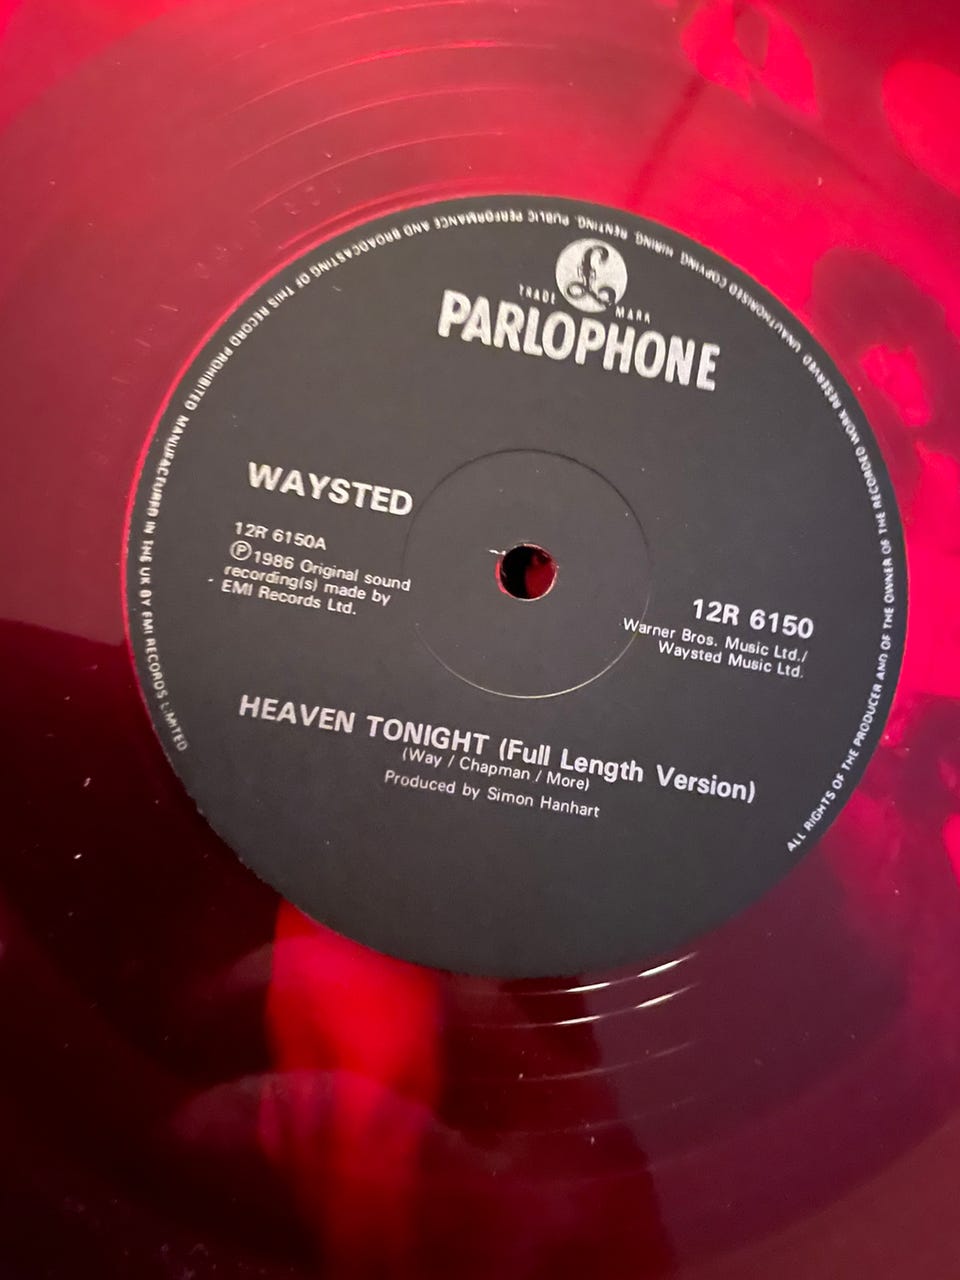 £
TRADE MARK
PARLOPHONE
WAYSTED
12R 6150A
Ⓟ1986 Original sound
recording(s) made by
EMI Records Ltd.
12R 6150
Warner Bros. Music Ltd./
Waysted Music Ltd.
HEAVEN TONIGHT (Full Length Version)
(Way / Chapman / More)
Produced by Simon Hanhart
ALL RIGHTS OF THE PRODUCER AND OF THE OWNER OF THE RECORDED WORK RESERVED. UNAUTHORISED COPYING, HIRING, RENTING, PUBLIC PERFORMANCE AND BROADCASTING OF THIS RECORD PROHIBITED MANUFACTURED IN THE UK BY EMI RECORDS LIMITED